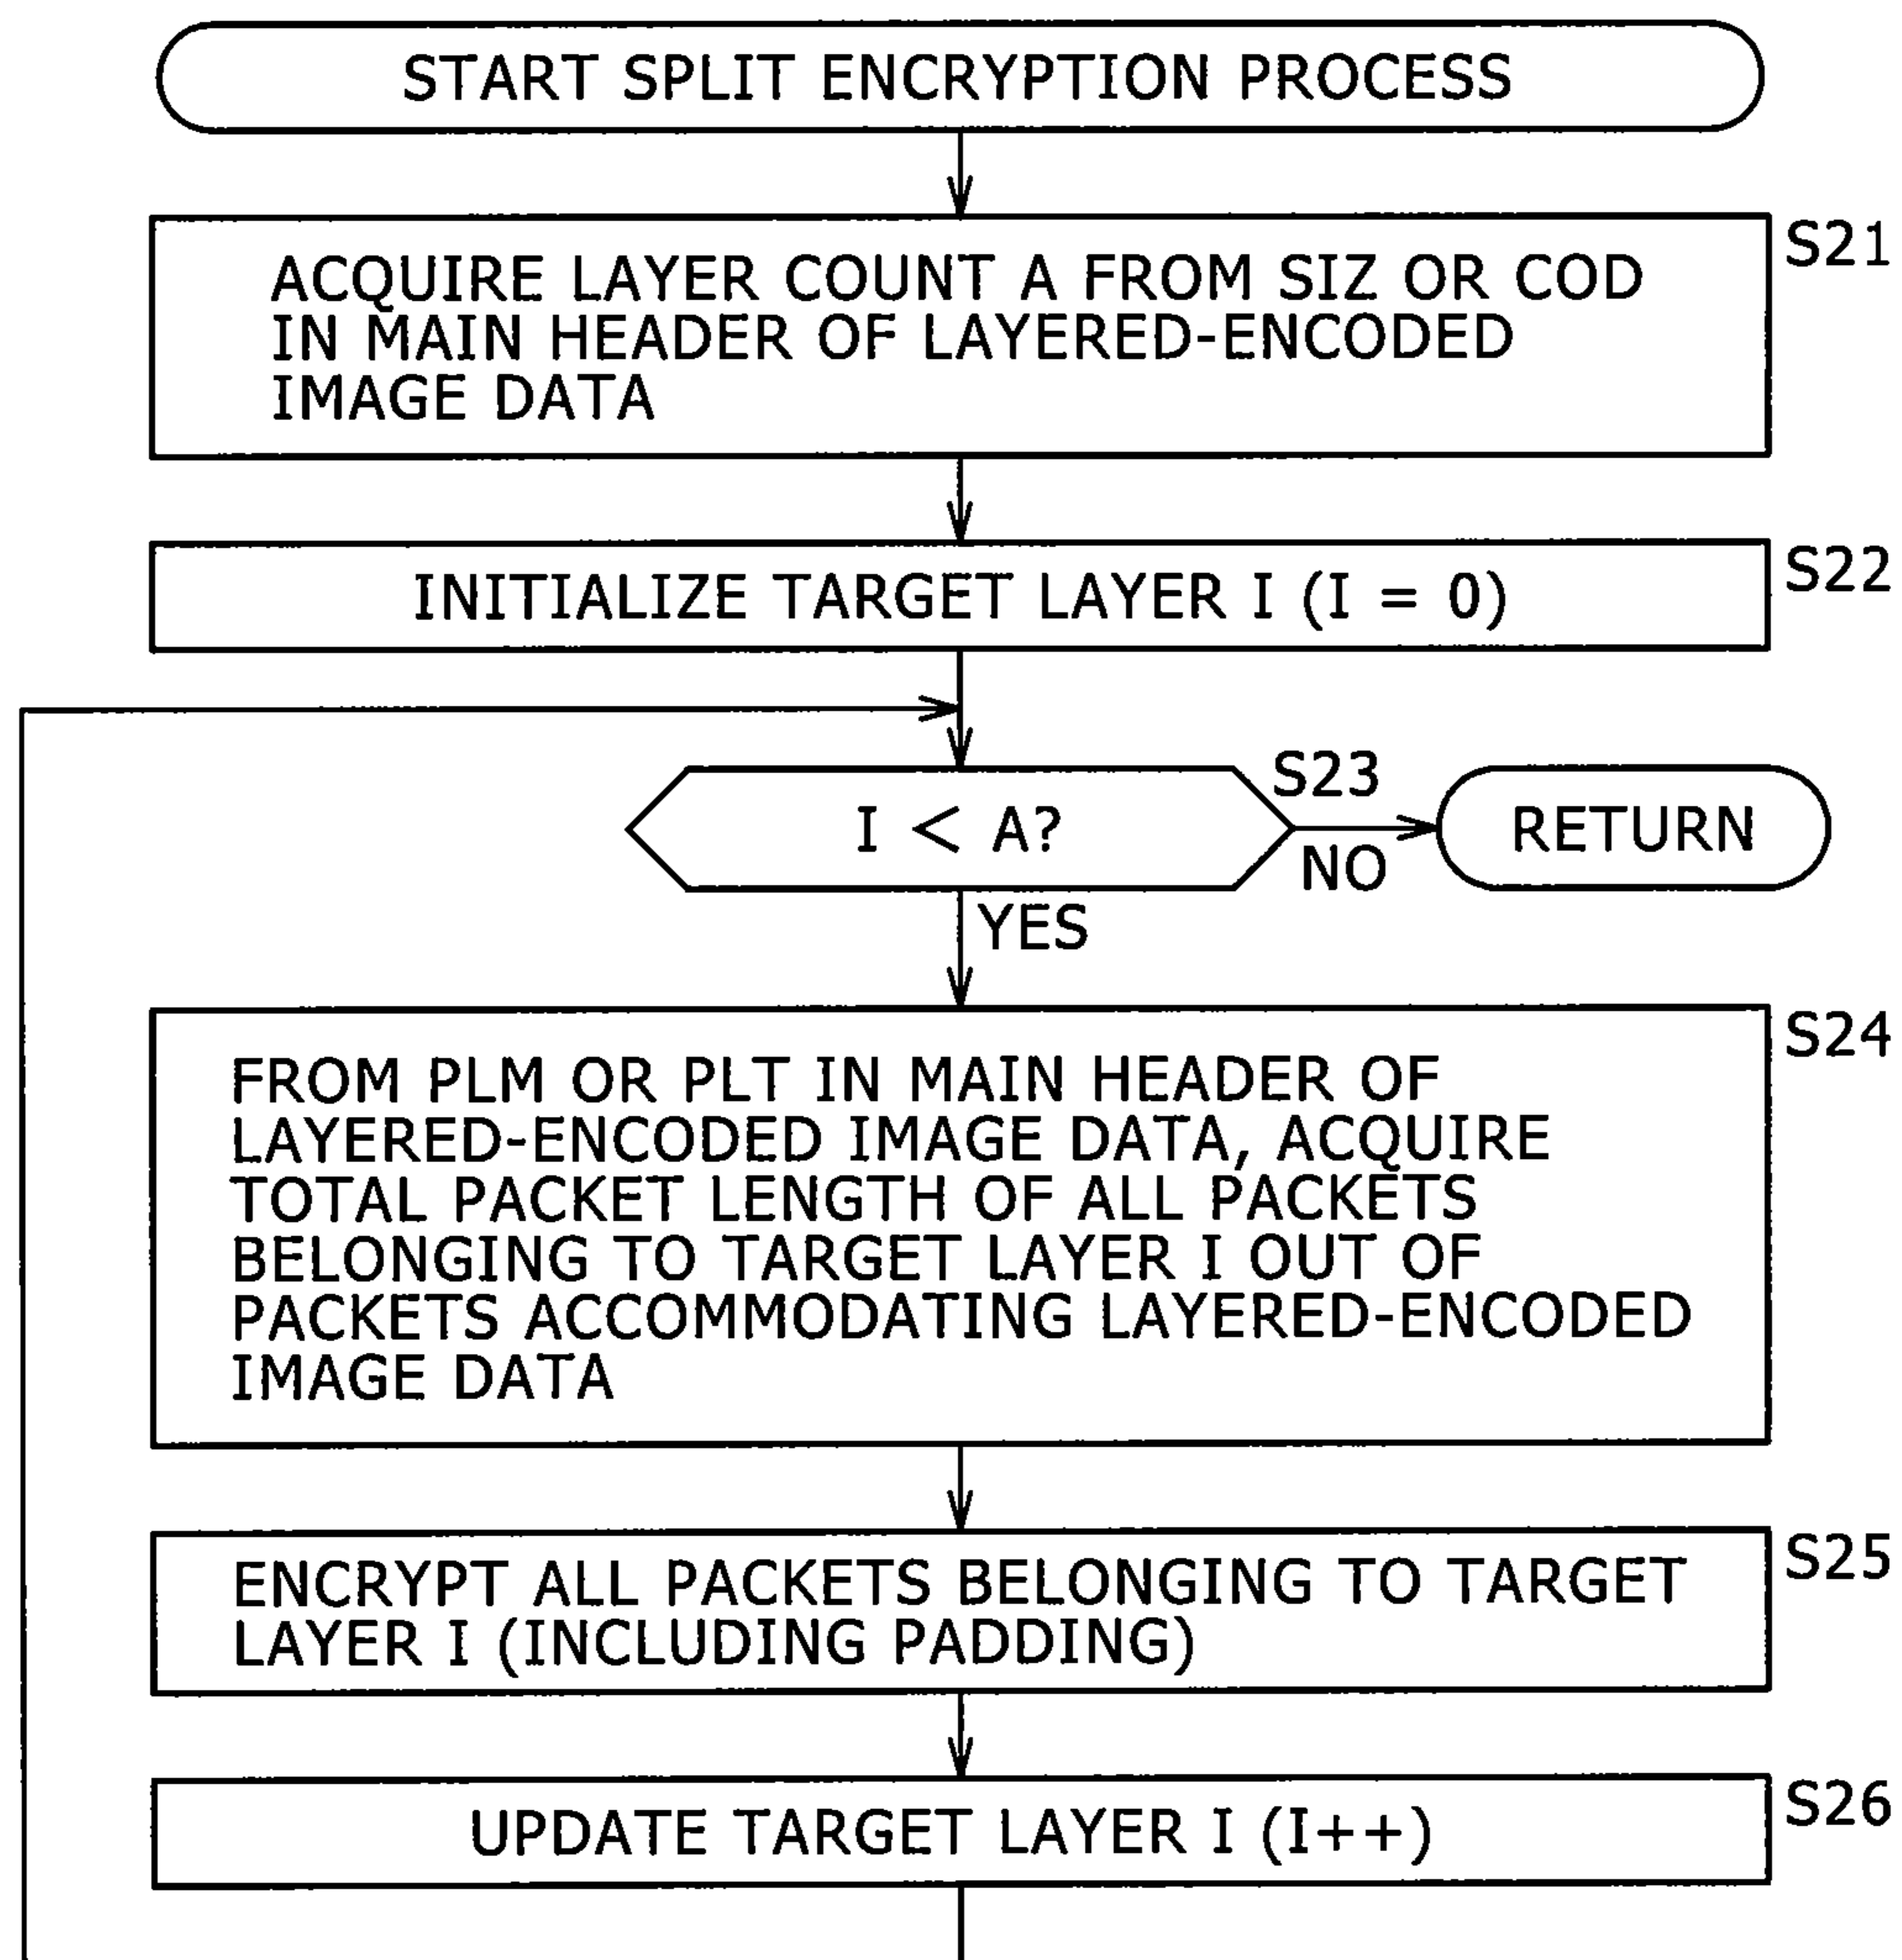 START SPLIT ENCRYPTION PROCESS
S21
ACQUIRE LAYER COUNT A FROM SIZ OR COD
IN MAIN HEADER OF LAYERED-ENCODED
IMAGE DATA
S22
INITIALIZE TARGET LAYER I (I = 0)
S23
I < A?
RETURN
NO
YES
S24
FROM PLM OR PLT IN MAIN HEADER OF
LAYERED-ENCODED IMAGE DATA, ACQUIRE
TOTAL PACKET LENGTH OF ALL PACKETS
BELONGING TO TARGET LAYER I OUT OF
PACKETS ACCOMMODATING LAYERED-ENCODED
IMAGE DATA
S25
ENCRYPT ALL PACKETS BELONGING TO TARGET
LAYER I (INCLUDING PADDING)
S26
UPDATE TARGET LAYER I (I++)